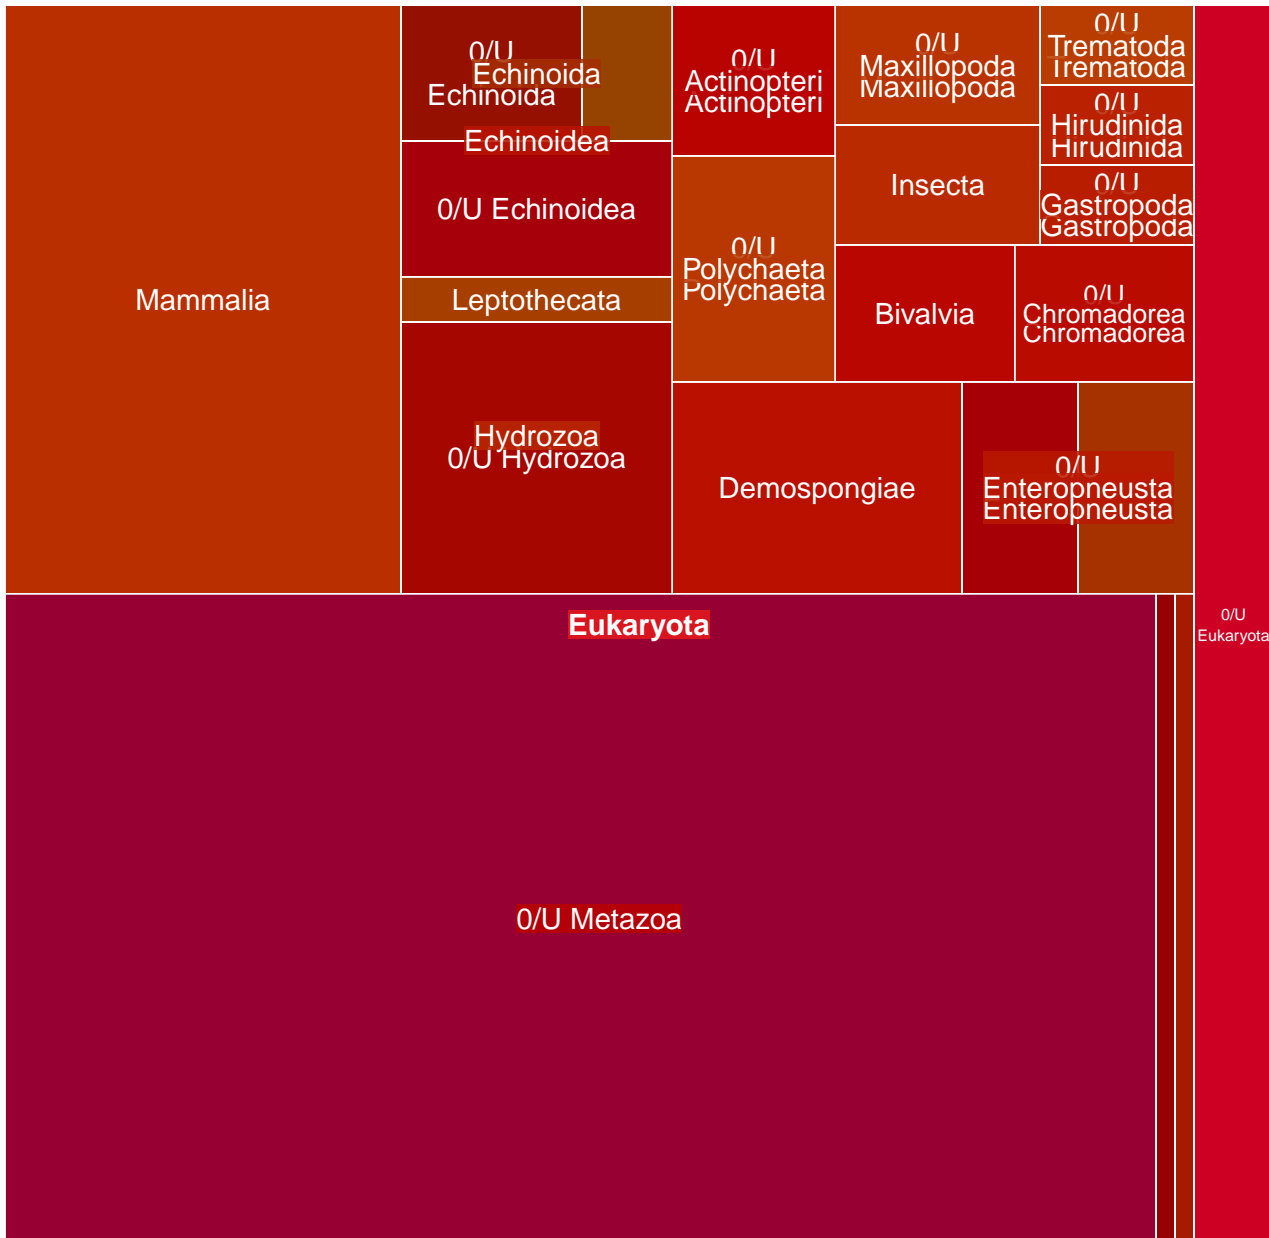 0/U
Echinoida
Echinoida
Echinoidea
0/U Echinoidea
Mammalia
Leptothecata
Hydrozoa
0/U Hydrozoa
0/U
Actinopteri
Actinopteri
0/U
Polychaeta
Polychaeta
0/U
Maxillopoda
Maxillopoda
Insecta
0/U
Trematoda
Trematoda
0/U
Hirudinida
Hirudinida
0/U
Gastropoda
Gastropoda
Bivalvia
0/U
Chromadorea
Chromadorea
Demospongiae
0/U
Enteropneusta
Enteropneusta
Eukaryota
0/U
Eukaryota
0/U Metazoa